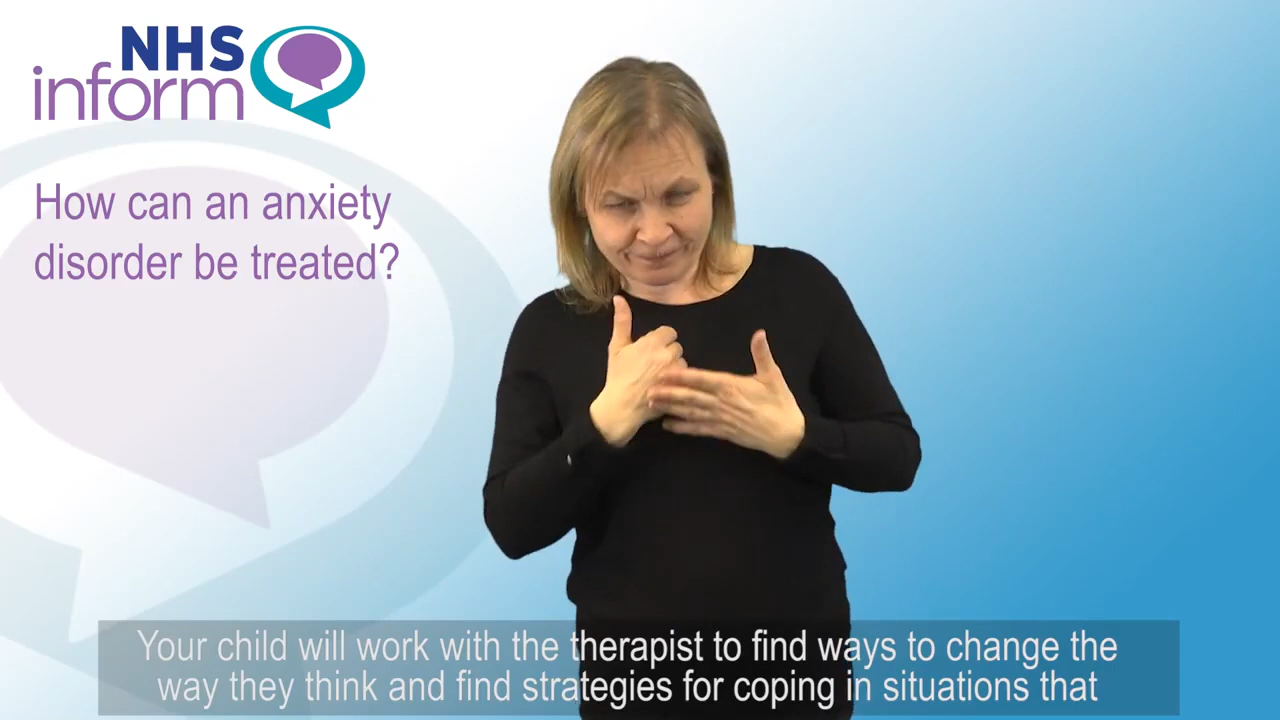 NHS
inform
How can an anxiety
disorder be treated?
Your child will work with the therapist to find ways to change the
way they think and find strategies for coping in situations that